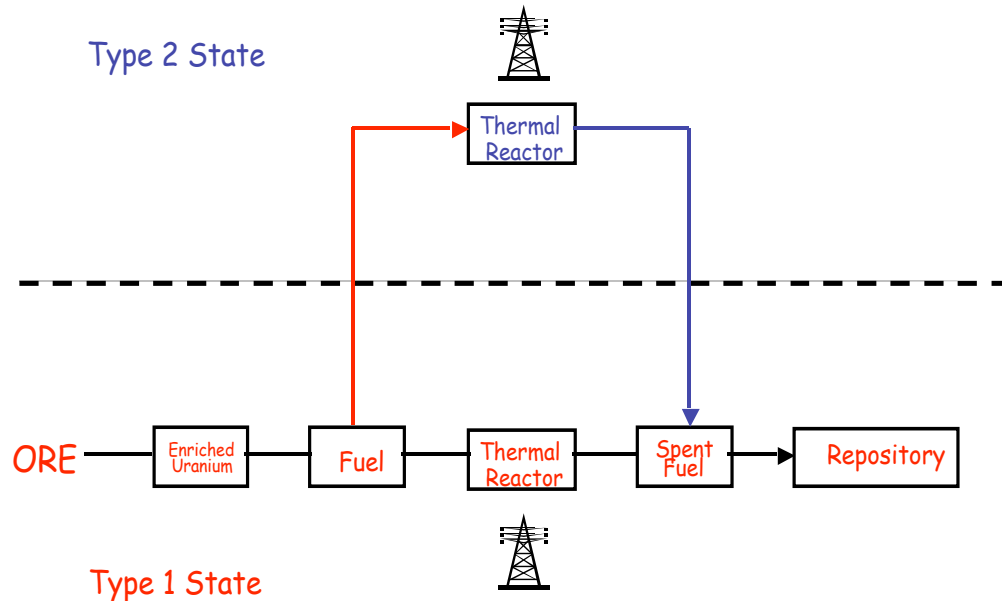 Type 2 State
Thermal
Reactor
ORE
Enriched
Uranium
Fuel
Thermal
Reactor
Spent
Fuel
Repository
Type 1 State